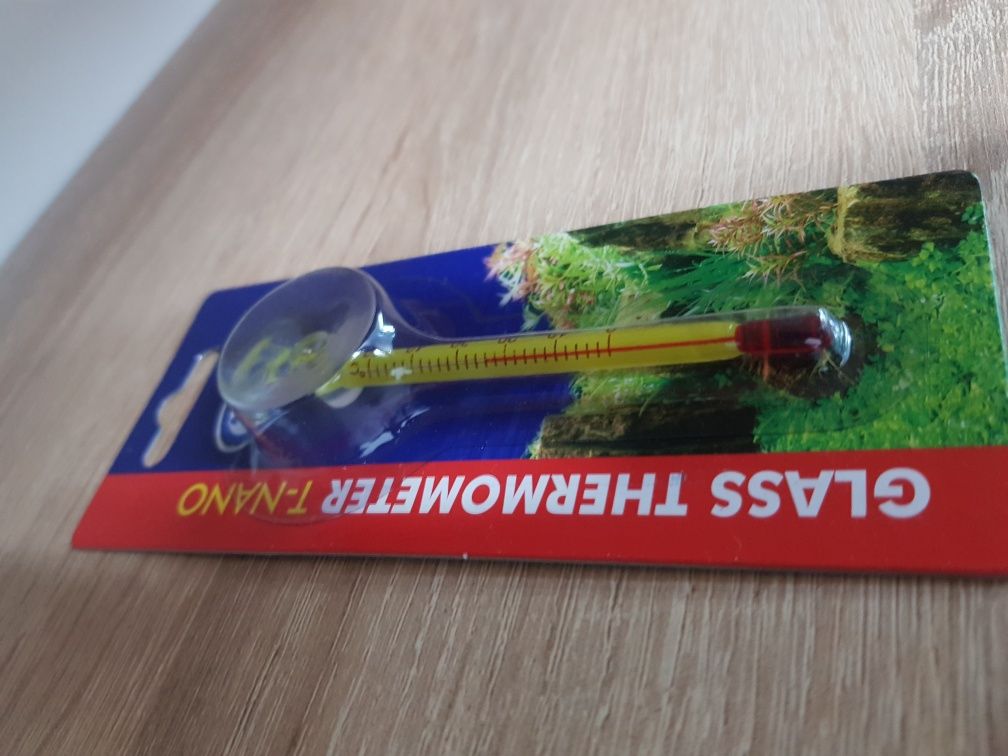 GLASS THERMOMETER T-NANO
°C